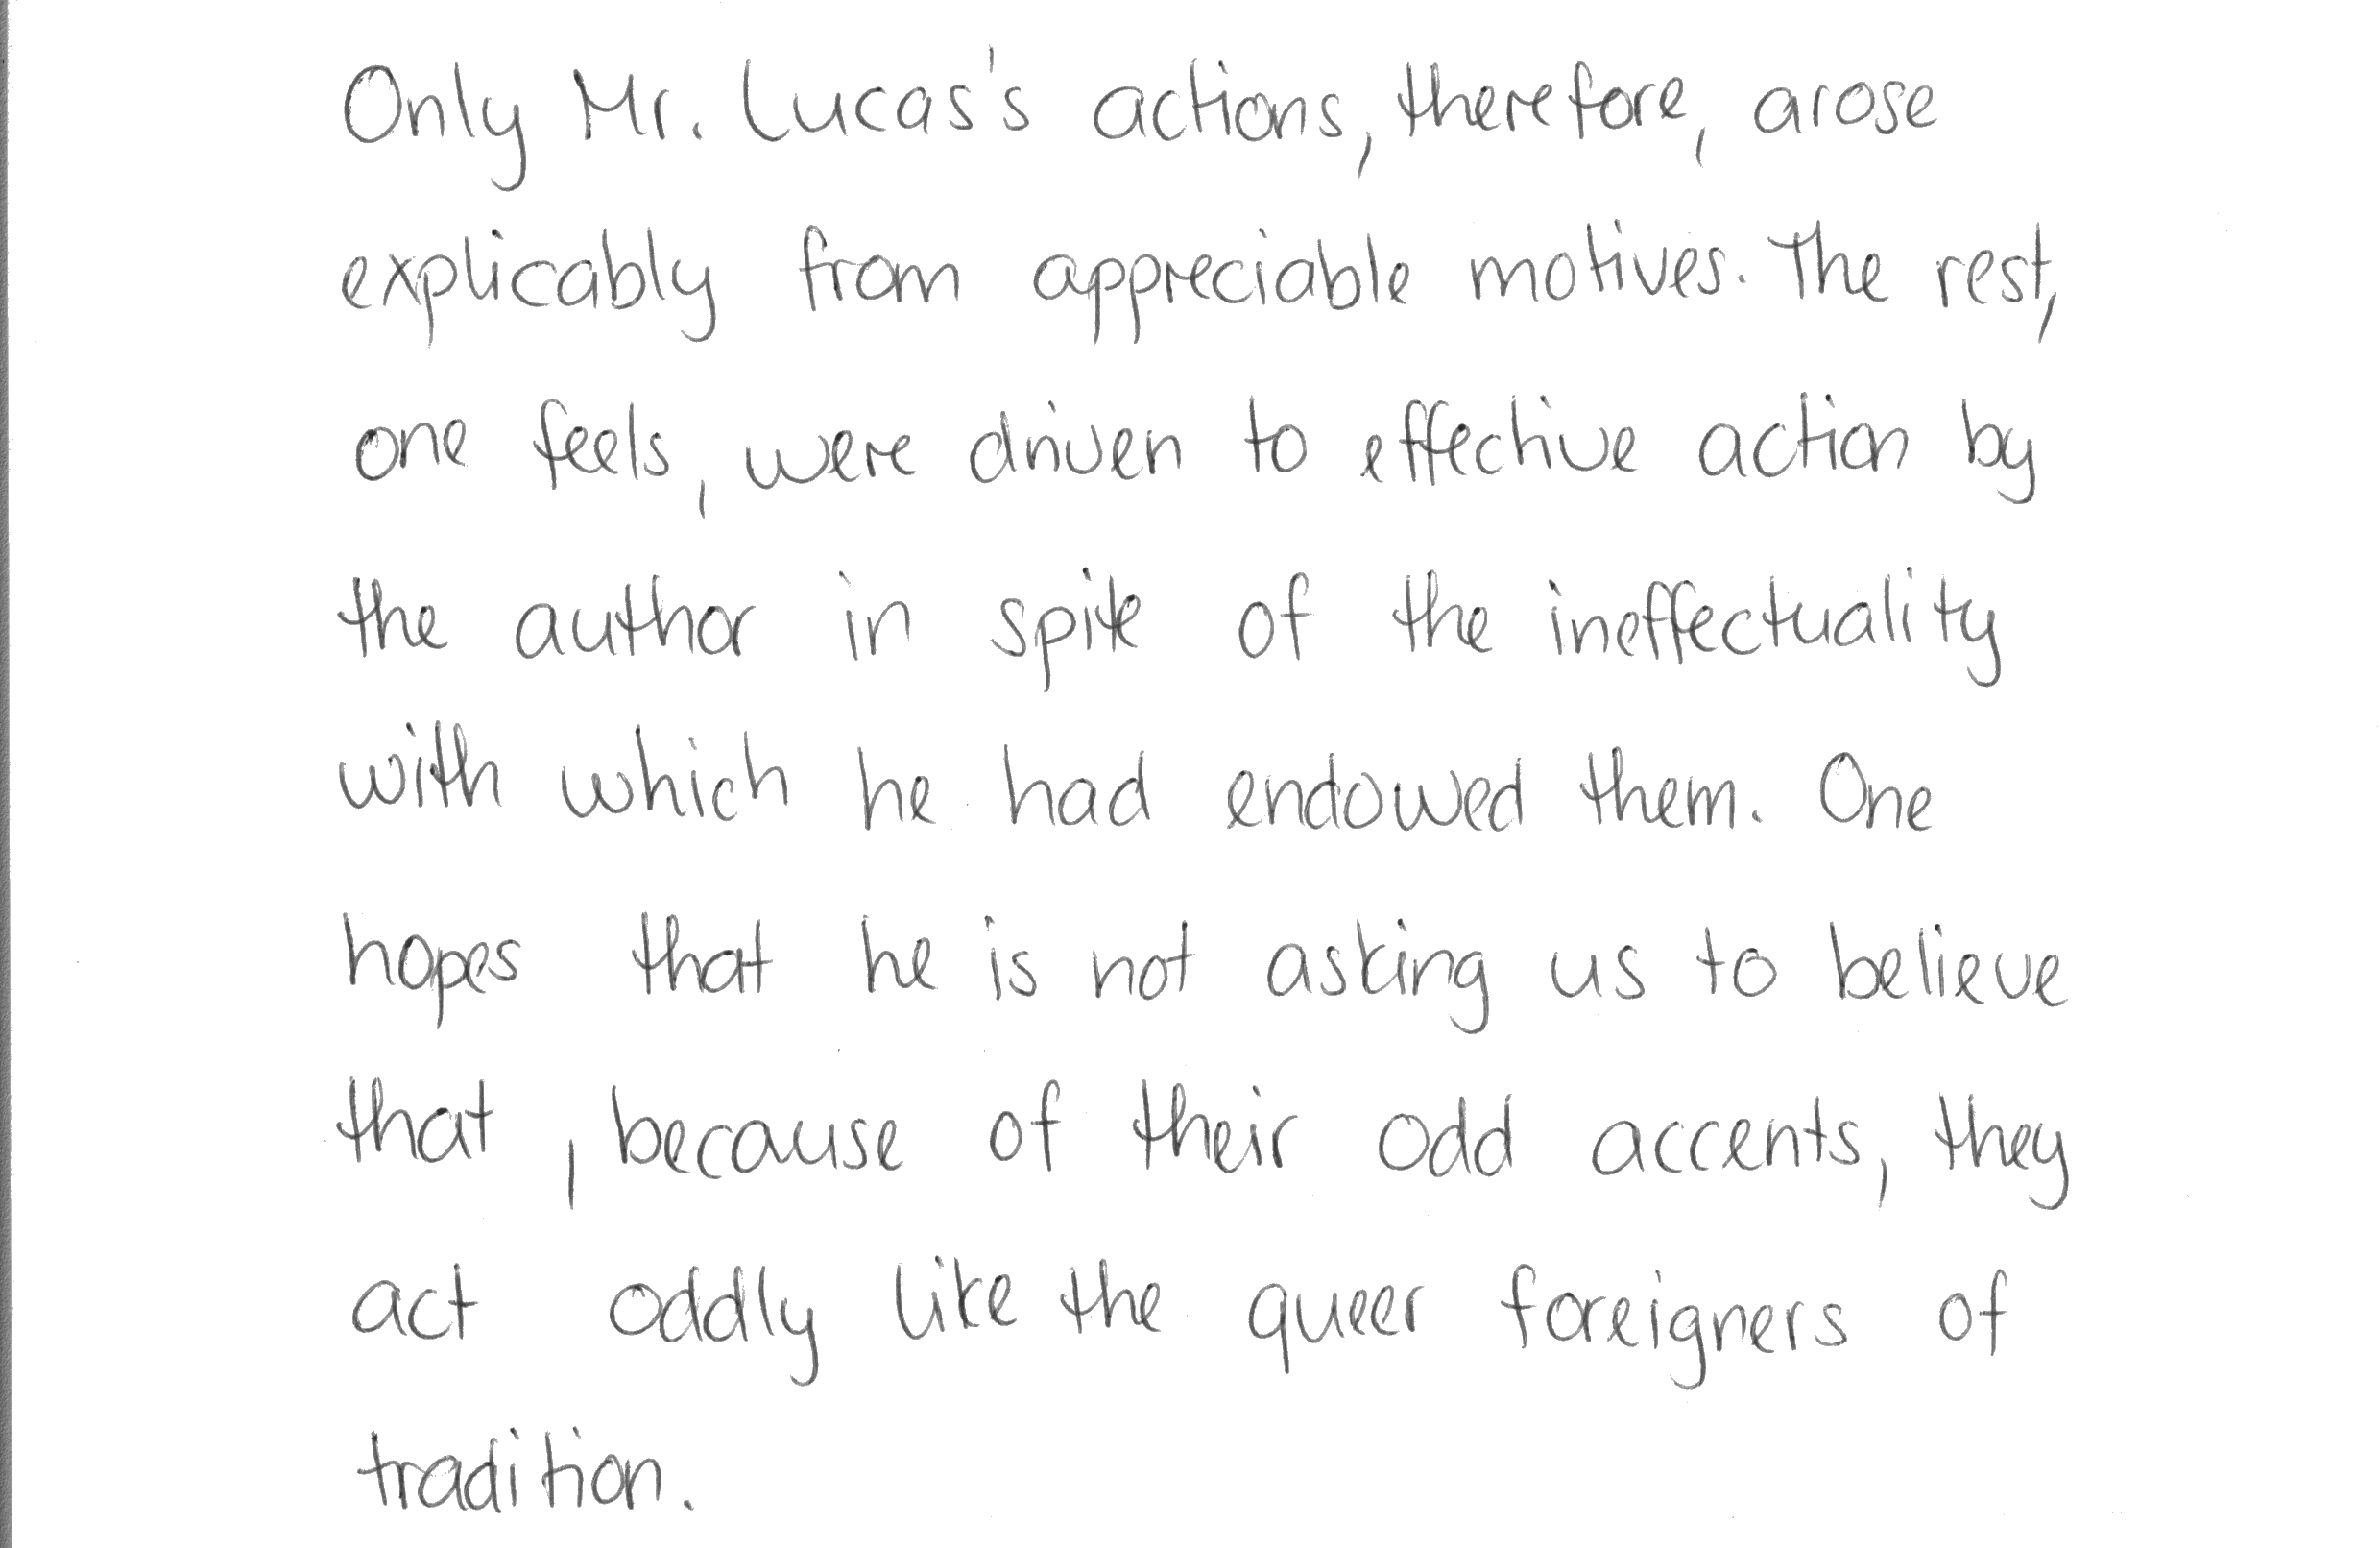 Only Mr. Lucas's actions, therefore, arose
explicably from appreciable motives. The rest,
one feels, were driven to effective action by
the author in spite of the ineffectuality
with which he had endowed them. One
hopes that he is not asking us to believe
that, because of their odd accents, they
act oddly like the queer foreigners of
tradition.